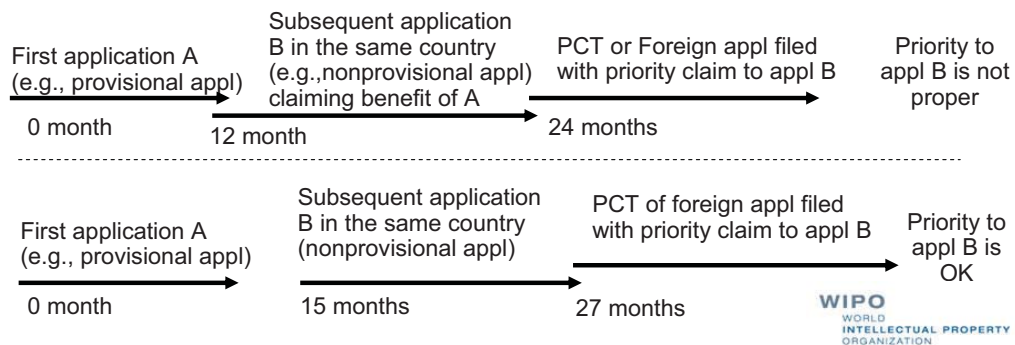 First application A
(e.g., provisional appl)
0 month
Subsequent application
B in the same country
(e.g.,nonprovisional appl)
claiming benefit of A
12 month
PCT or Foreign appl filed
with priority claim to appl B
24 months
Priority to
appl B is not
proper
First application A
(e.g., provisional appl)
0 month
Subsequent application
B in the same country
(nonprovisional appl)
15 months
PCT of foreign appl filed
with priority claim to appl B
27 months
Priority to
appl B is
OK
WIPO
WORLD
INTELLECTUAL PROPERTY
ORGANIZATION